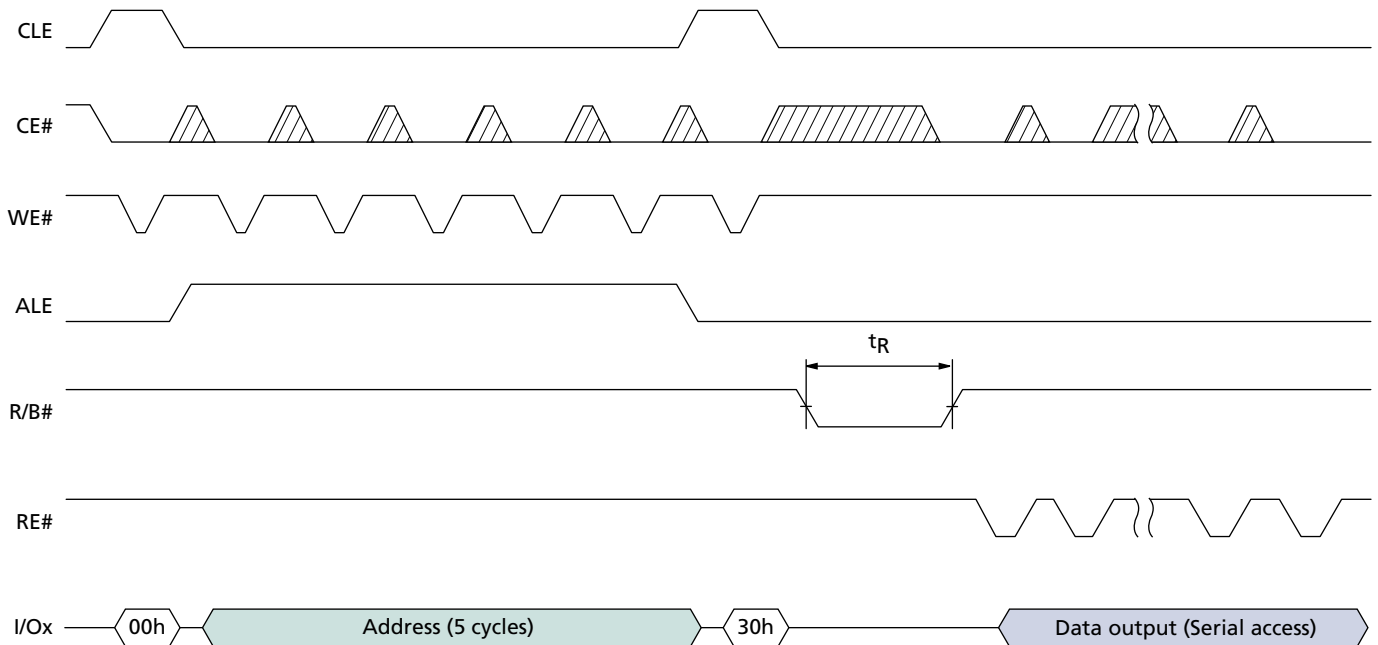 CLE
CE#
WE#
ALE
tR
R/B#
RE#
I/Ox 00h Address (5 cycles) 30h Data output (Serial access)